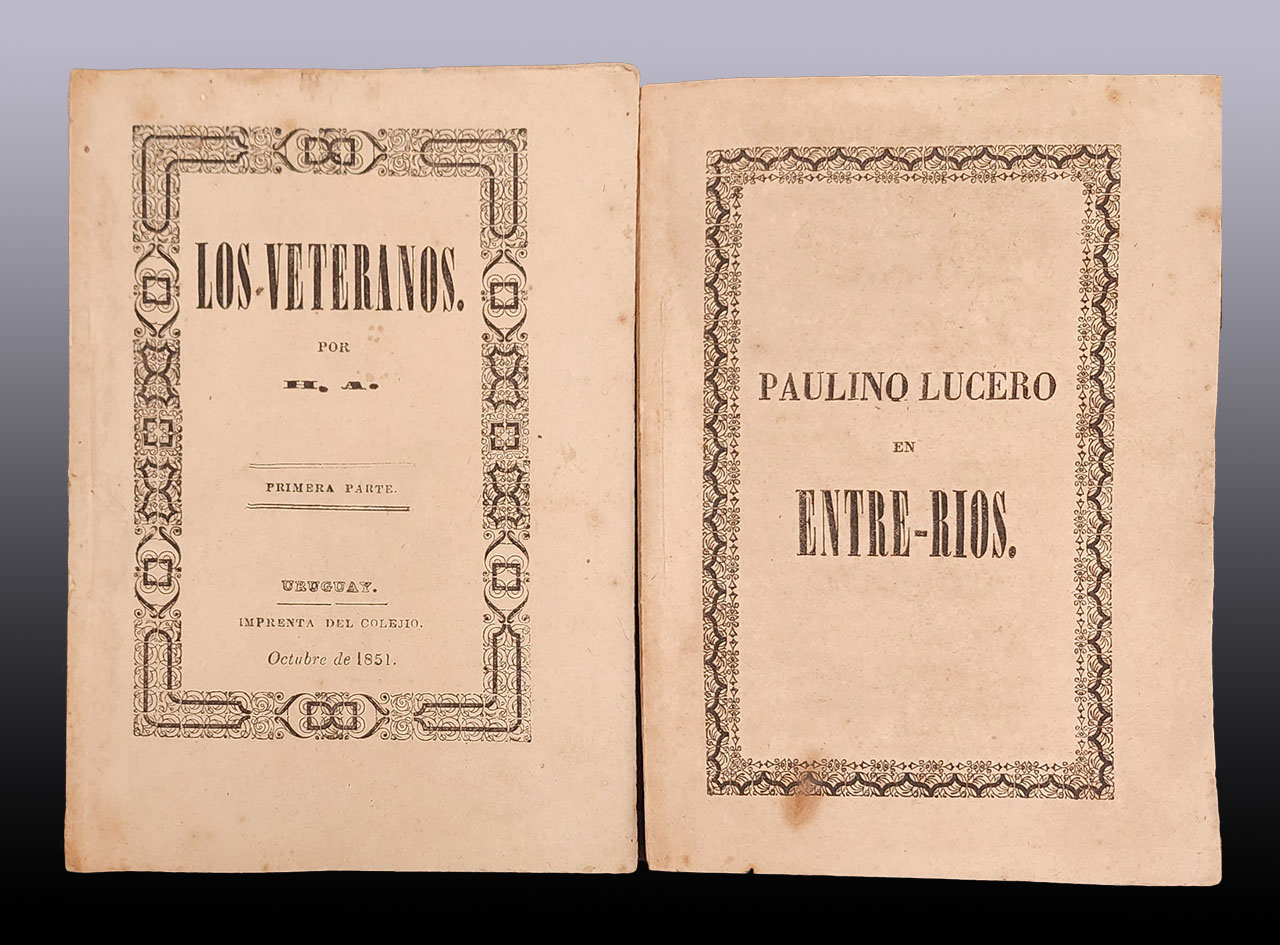 LOS VETERANOS.
POR
H. A.
PRIMERA PARTE.
URUGUAY.
IMPRENTA DEL COLEJIO.
Octubre de 1851.
PAULINO LUCERO
EN
ENTRE-RIOS.